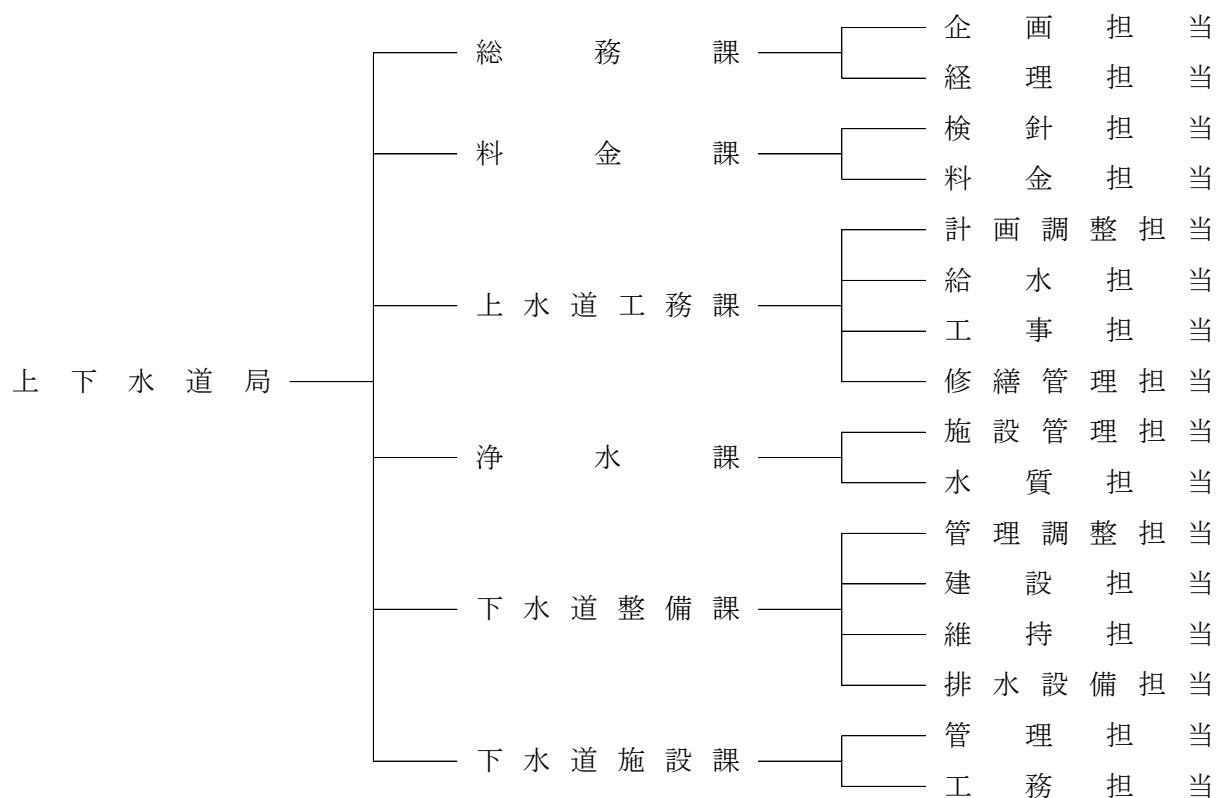 上下水道局
総務課
企画担当
経理担当
料金課
検針担当
料金担当
上水道工務課
計画調整担当
給水担当
工事担当
修繕管理担当
浄水課
施設管理担当
水質担当
下水道整備課
管理調整担当
建設担当
維持担当
排水設備担当
下水道施設課
管理担当
工務担当